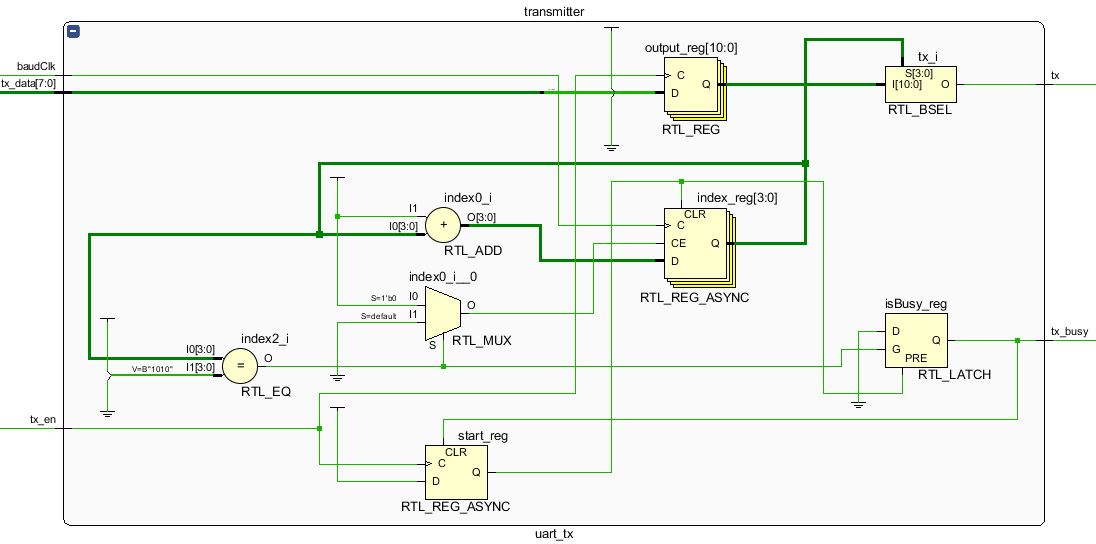 transmitter
baudClk
tx_data[7:0]
output_reg[10:0]
C
D
Q
RTL_REG
tx_i
S[3:0]
I[10:0]
O
RTL_BSEL
tx
index0_i
I1
I0[3:0]
+
O[3:0]
RTL_ADD
index_reg[3:0]
CLR
C
CE
D
Q
RTL_REG_ASYNC
index0_i__0
S=1'b0
I0
S=default
I1
O
S
RTL_MUX
index2_i
I0[3:0]
V=B"1010"
I1[3:0]
=
O
RTL_EQ
isBusy_reg
D
G
Q
PRE
RTL_LATCH
tx_busy
tx_en
start_reg
CLR
C
D
Q
RTL_REG_ASYNC
uart_tx